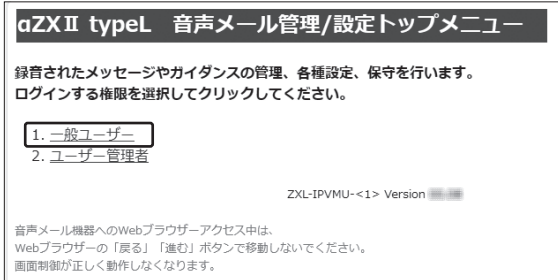 αZXⅡ typeL　音声メール管理/設定トップメニュー
録音されたメッセージやガイダンスの管理、各種設定、保守を行います。
ログインする権限を選択してクリックしてください。
1. 一般ユーザー
2. ユーザー管理者
ZXL-IPVMU-<1> Version
音声メール機器へのWebブラウザーアクセス中は、
Webブラウザーの「戻る」「進む」ボタンで移動しないでください。
画面制御が正しく動作しなくなります。